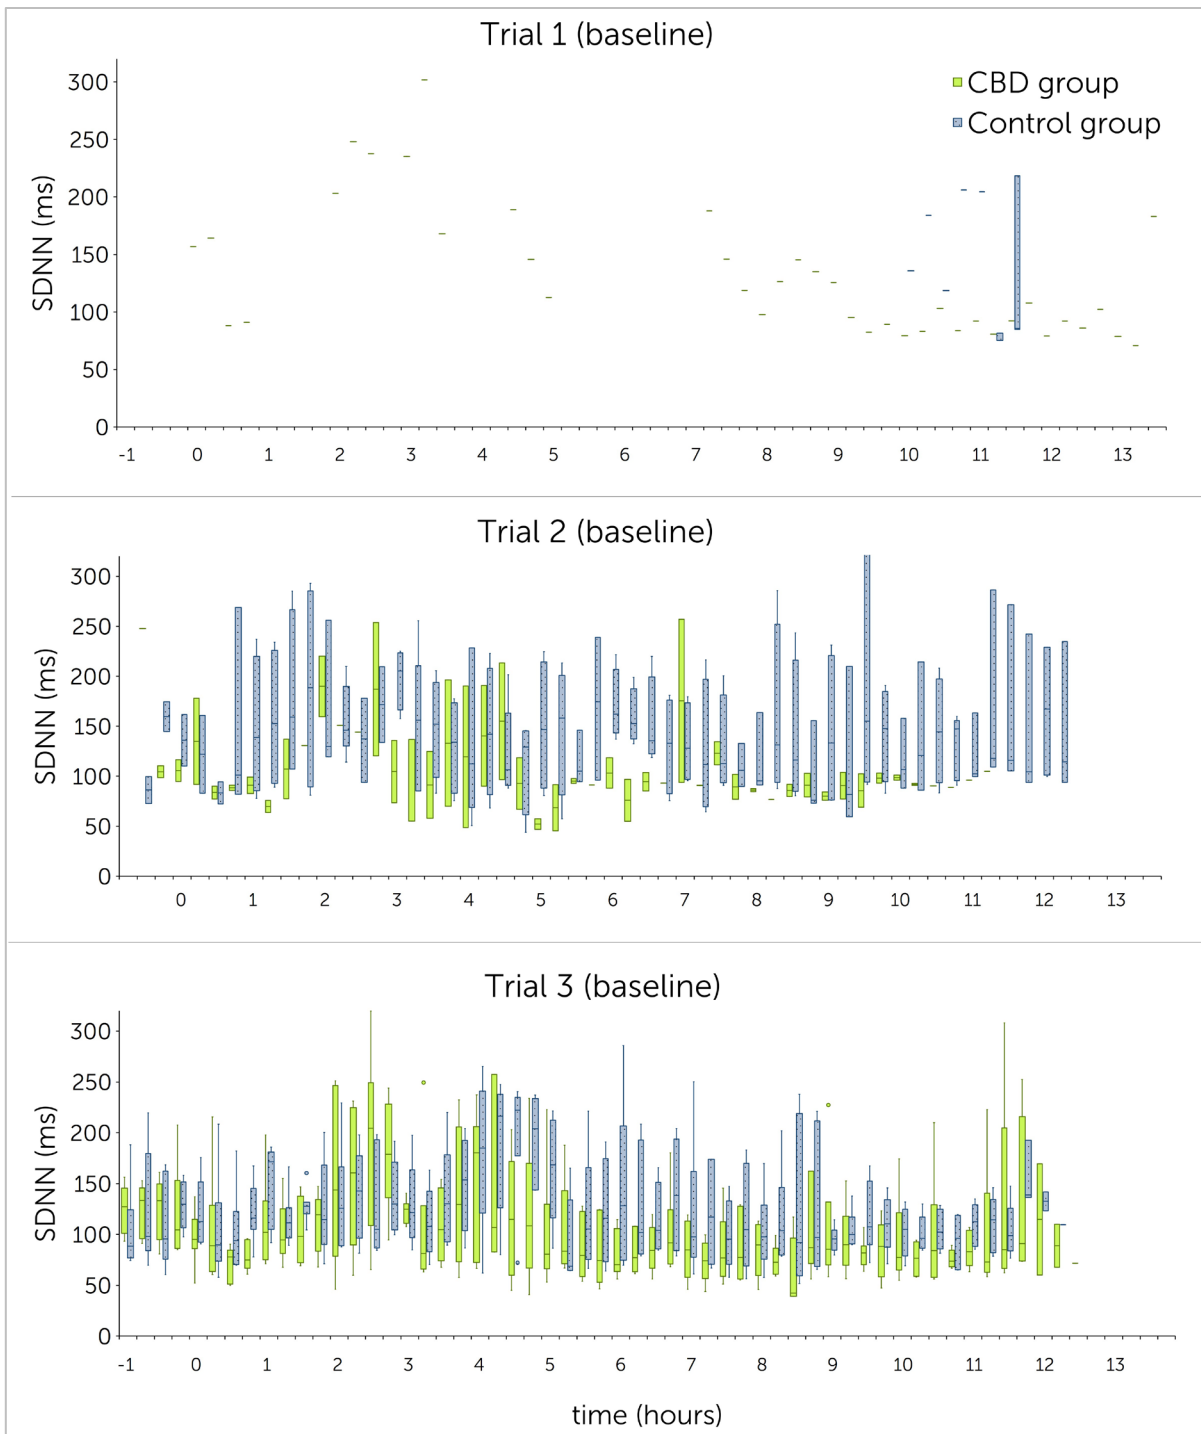 Trial 1 (baseline)
CBD group
Control group
SDNN (ms)
300
250
200
150
100
50
0
-1 0 1 2 3 4 5 6 7 8 9 10 11 12 13
Trial 2 (baseline)
SDNN (ms)
300
250
200
150
100
50
0
0 1 2 3 4 5 6 7 8 9 10 11 12 13
Trial 3 (baseline)
SDNN (ms)
300
250
200
150
100
50
0
-1 0 1 2 3 4 5 6 7 8 9 10 11 12 13
time (hours)